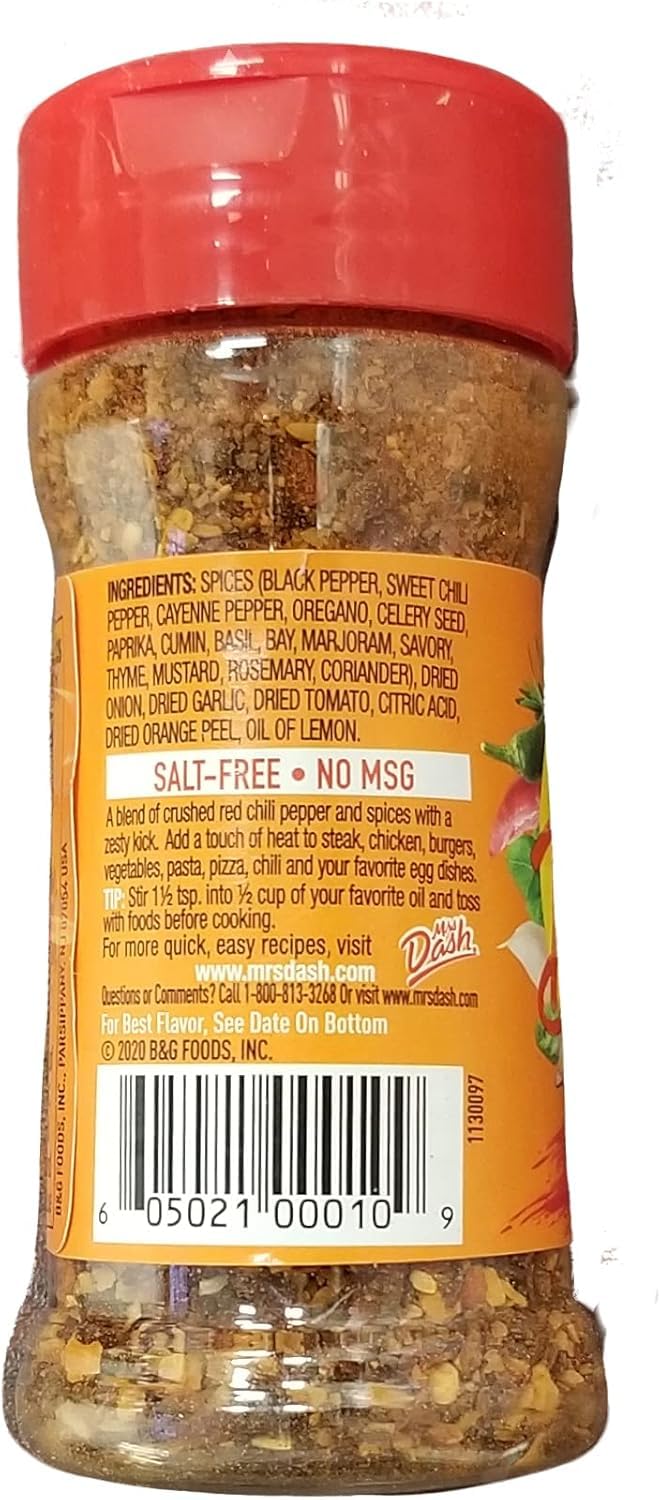 INGREDIENTS: SPICES (BLACK PEPPER, SWEET CHILI
PEPPER, CAYENNE PEPPER, OREGANO, CELERY SEED,
PAPRIKA, CUMIN, BASIL, BAY, MARJORAM, SAVORY,
THYME, MUSTARD, ROSEMARY, CORIANDER), DRIED
ONION, DRIED GARLIC, DRIED TOMATO, CITRIC ACID,
DRIED ORANGE PEEL, OIL OF LEMON.
SALT-FREE • NO MSG
A blend of crushed red chili pepper and spices with a
zesty kick. Add a touch of heat to steak, chicken, burgers,
vegetables, pasta, pizza, chili and your favorite egg dishes.
TIP: Stir 1½ tsp. into ½ cup of your favorite oil and toss
with foods before cooking.
For more quick, easy recipes, visit
www.mrsdash.com
Mrs
Dash
Questions or Comments? Call 1-800-813-3268 Or visit www.mrsdash.com
For Best Flavor, See Date On Bottom
© 2020 B&G FOODS, INC.
6 05021 00010 9
1130097
B&G FOODS, INC., PARSIPPANY, NJ 07054 USA